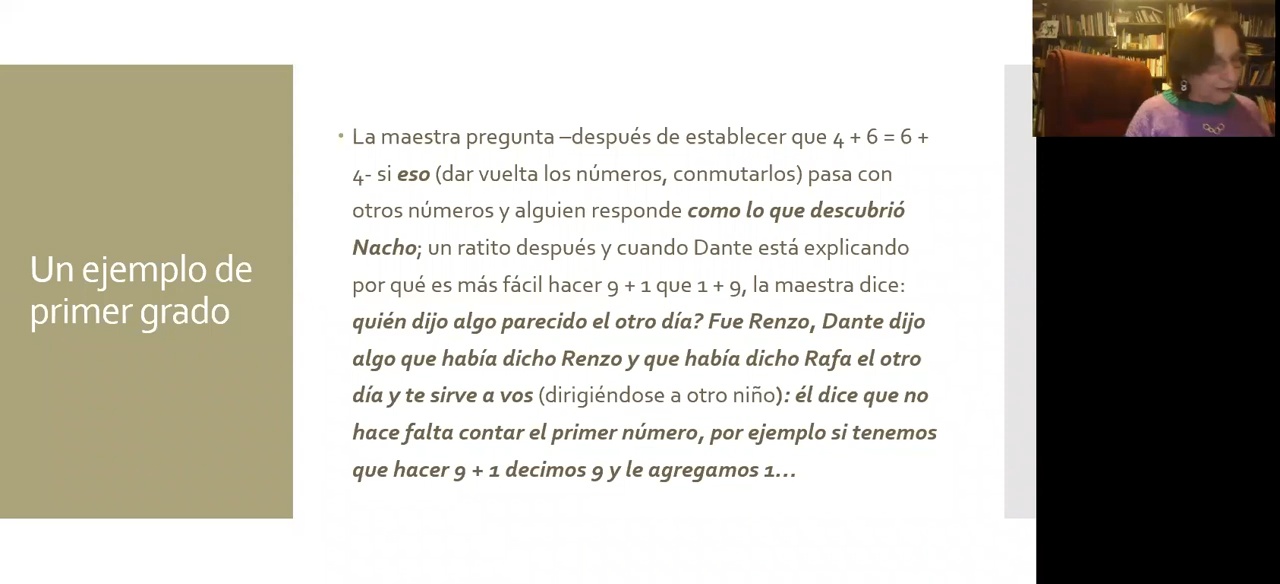 Un ejemplo de
primer grado
• La maestra pregunta –después de establecer que 4 + 6 = 6 +
4- si eso (dar vuelta los números, conmutarlos) pasa con
otros números y alguien responde como lo que descubrió
Nacho; un ratito después y cuando Dante está explicando
por qué es más fácil hacer 9 + 1 que 1 + 9, la maestra dice:
quién dijo algo parecido el otro día? Fue Renzo, Dante dijo
algo que había dicho Renzo y que había dicho Rafa el otro
día y te sirve a vos (dirigiéndose a otro niño): él dice que no
hace falta contar el primer número, por ejemplo si tenemos
que hacer 9 + 1 decimos 9 y le agregamos 1...